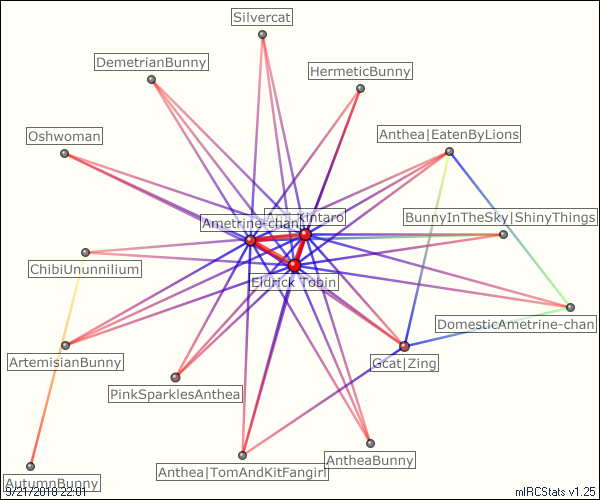 Silvercat
DemetrianBunny
HermeticBunny
Oshwoman
Anthea|EatenByLions
Ametrine-chan
Kintaro
BunnyInTheSky|ShinyThings
ChibiUnunnilium
Eldrick Tobin
DomesticAmetrine-chan
ArtemisianBunny
Gcat|Zing
PinkSparklesAnthea
AntheaBunny
Anthea|TomAndKitFangirl
AutumnBunny
9/21/2010 22:01
mIRCStats v1.25